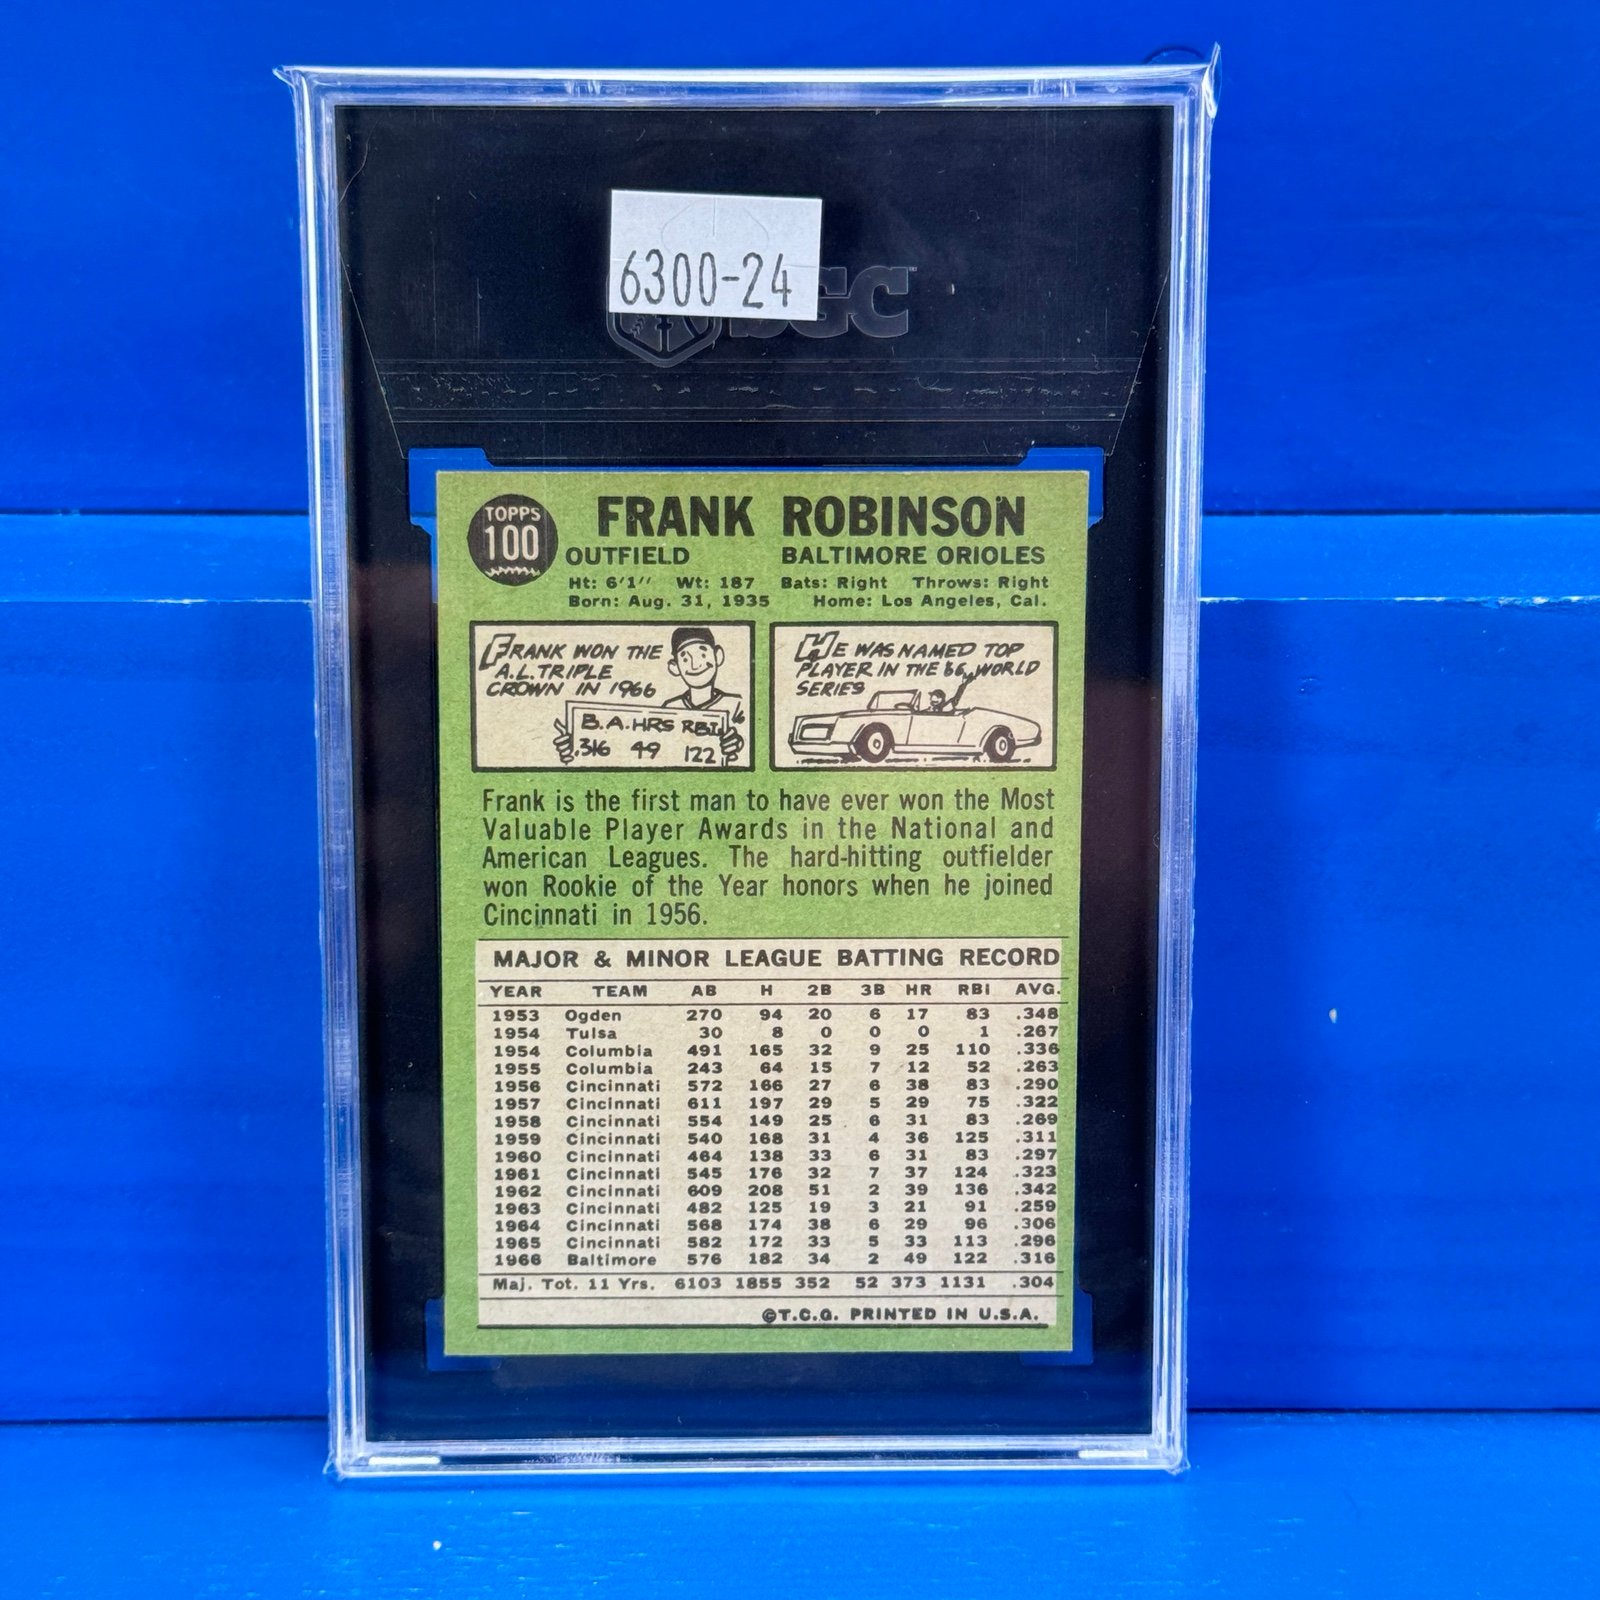 6300-24
SGC
TOPPS
100
FRANK ROBINSON
OUTFIELD BALTIMORE ORIOLES
Ht: 6'1" Wt: 187 Bats: Right Throws: Right
Born: Aug. 31, 1935 Home: Los Angeles, Cal.
FRANK WON THE
A.L. TRIPLE
CROWN IN 1966
B.A. HRS RBI
.316 49 122
HE WAS NAMED TOP
PLAYER IN THE '66 WORLD
SERIES
Frank is the first man to have ever won the Most
Valuable Player Awards in the National and
American Leagues. The hard-hitting outfielder
won Rookie of the Year honors when he joined
Cincinnati in 1956.
MAJOR & MINOR LEAGUE BATTING RECORD
YEAR TEAM AB H 2B 3B HR RBI AVG.
1953 Ogden 270 94 20 6 17 83 .348
1954 Tulsa 30 8 0 0 0 1 .267
1954 Columbia 491 165 32 9 25 110 .336
1955 Columbia 243 64 15 7 12 52 .263
1956 Cincinnati 572 166 27 6 38 83 .290
1957 Cincinnati 611 197 29 5 29 75 .322
1958 Cincinnati 554 149 25 6 31 83 .269
1959 Cincinnati 540 168 31 4 36 125 .311
1960 Cincinnati 464 138 33 6 31 83 .297
1961 Cincinnati 545 176 32 7 37 124 .323
1962 Cincinnati 609 208 51 2 39 136 .342
1963 Cincinnati 482 125 19 3 21 91 .259
1964 Cincinnati 568 174 38 6 29 96 .306
1965 Cincinnati 582 172 33 5 33 113 .296
1966 Baltimore 576 182 34 2 49 122 .316
Maj. Tot. 11 Yrs. 6103 1855 352 52 373 1131 .304
©T.C.G. PRINTED IN U.S.A.